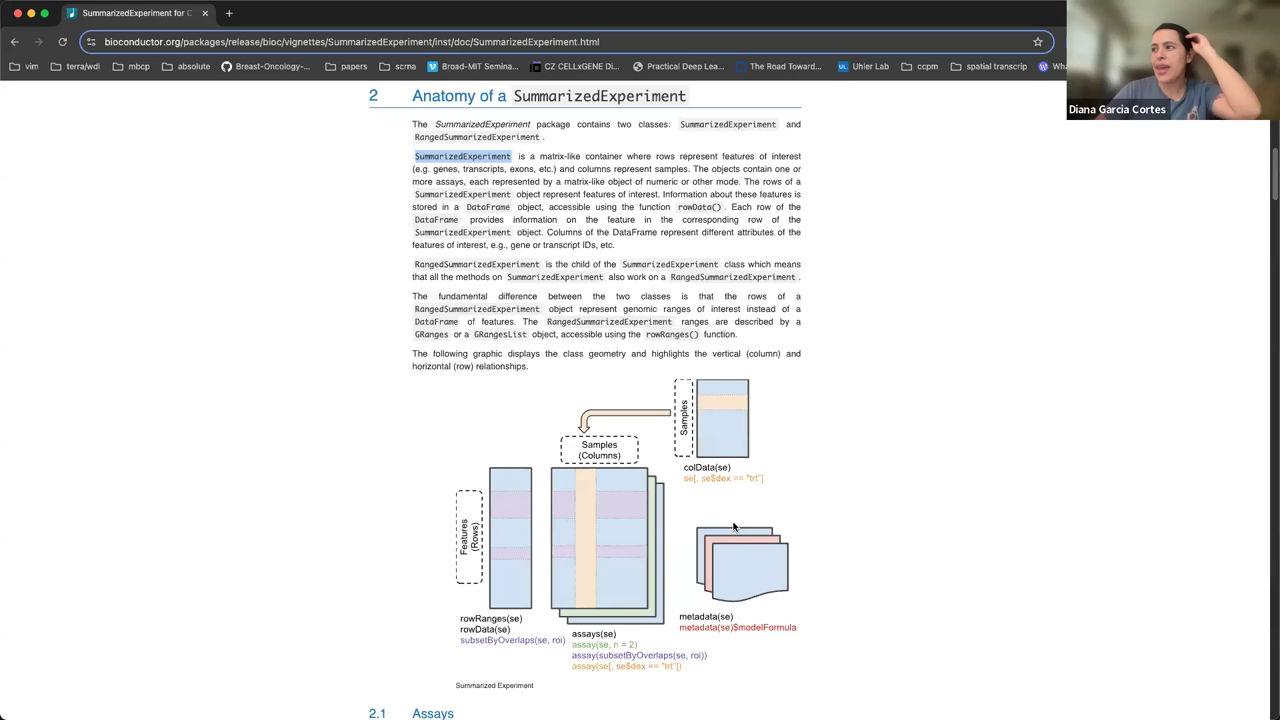 SummarizedExperiment for C
bioconductor.org/packages/release/bioc/vignettes/SummarizedExperiment/inst/doc/SummarizedExperiment.html
vim
terra/wdl
mbcp
absolute
Breast-Oncology-...
papers
scrna
Broad-MIT Semina...
CZ CELLxGENE Di...
Practical Deep Lea...
The Road Toward...
Uhler Lab
ccpm
spatial transcrip
Wh
Diana Garcia Cortes
2 Anatomy of a SummarizedExperiment
The SummarizedExperiment package contains two classes: SummarizedExperiment and
RangedSummarizedExperiment.
SummarizedExperiment is a matrix-like container where rows represent features of interest
(e.g. genes, transcripts, exons, etc.) and columns represent samples. The objects contain one or
more assays, each represented by a matrix-like object of numeric or other mode. The rows of a
SummarizedExperiment object represent features of interest. Information about these features is
stored in a DataFrame object, accessible using the function rowData(). Each row of the
DataFrame provides information on the feature in the corresponding row of the
SummarizedExperiment object. Columns of the DataFrame represent different attributes of the
features of interest, e.g., gene or transcript IDs, etc.
RangedSummarizedExperiment is the child of the SummarizedExperiment class which means
that all the methods on SummarizedExperiment also work on a RangedSummarizedExperiment.
The fundamental difference between the two classes is that the rows of a
RangedSummarizedExperiment object represent genomic ranges of interest instead of a
DataFrame of features. The RangedSummarizedExperiment ranges are described by a
GRanges or a GRangesList object, accessible using the rowRanges() function.
The following graphic displays the class geometry and highlights the vertical (column) and
horizontal (row) relationships.
Samples
Samples
(Columns)
colData(se)
se[, se$dex == "trt"]
Features
(Rows)
rowRanges(se)
rowData(se)
subsetByOverlaps(se, roi)
assays(se)
assay(se, n = 2)
assay(subsetByOverlaps(se, roi))
assay(se[, se$dex == "trt"])
metadata(se)
metadata(se)$modelFormula
Summarized Experiment
2.1 Assays